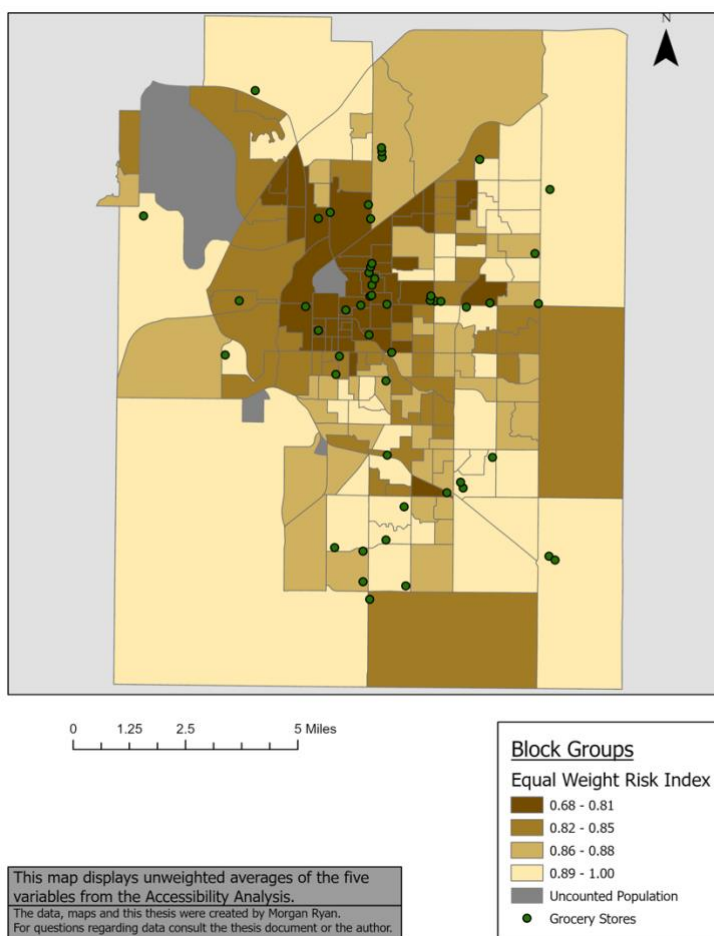 N
0 1.25 2.5 5 Miles
Block Groups
Equal Weight Risk Index
0.68 - 0.81
0.82 - 0.85
0.86 - 0.88
0.89 - 1.00
Uncounted Population
Grocery Stores
This map displays unweighted averages of the five
variables from the Accessibility Analysis.
The data, maps and this thesis were created by Morgan Ryan.
For questions regarding data consult the thesis document or the author.